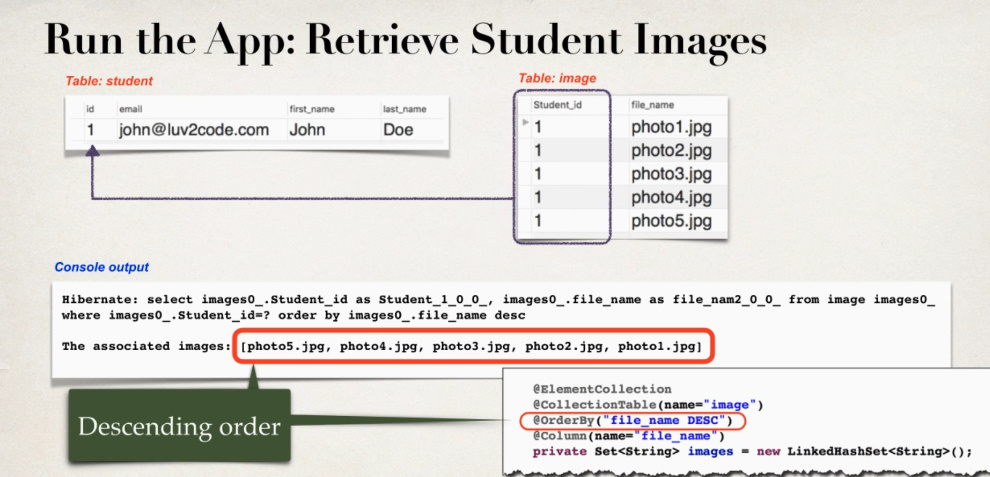 Run the App: Retrieve Student Images
Table: student
id email first_name last_name
1 john@luv2code.com John Doe
Table: image
Student_id file_name
1 photo1.jpg
1 photo2.jpg
1 photo3.jpg
1 photo4.jpg
1 photo5.jpg
Console output
Hibernate: select images0_.Student_id as Student_1_0_0_, images0_.file_name as file_nam2_0_0_ from image images0_
where images0_.Student_id=? order by images0_.file_name desc
The associated images: [photo5.jpg, photo4.jpg, photo3.jpg, photo2.jpg, photo1.jpg]
Descending order
@ElementCollection
@CollectionTable(name="image")
@OrderBy("file_name DESC")
@Column(name="file_name")
private Set<String> images = new LinkedHashSet<String>();